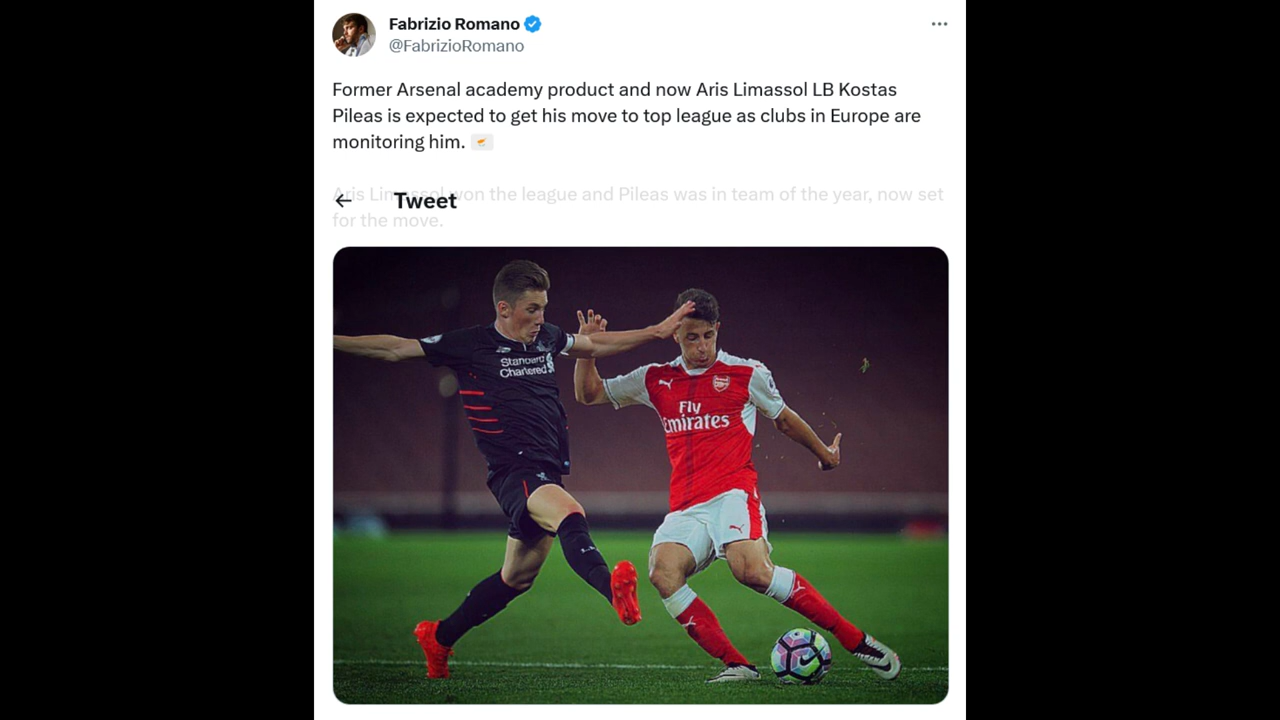 Fabrizio Romano
@FabrizioRomano
Former Arsenal academy product and now Aris Limassol LB Kostas
Pileas is expected to get his move to top league as clubs in Europe are
monitoring him.
Aris Limassol won the league and Pileas was in team of the year, now set
for the move.
Tweet
Standard
Chartered
Fly
Emirates